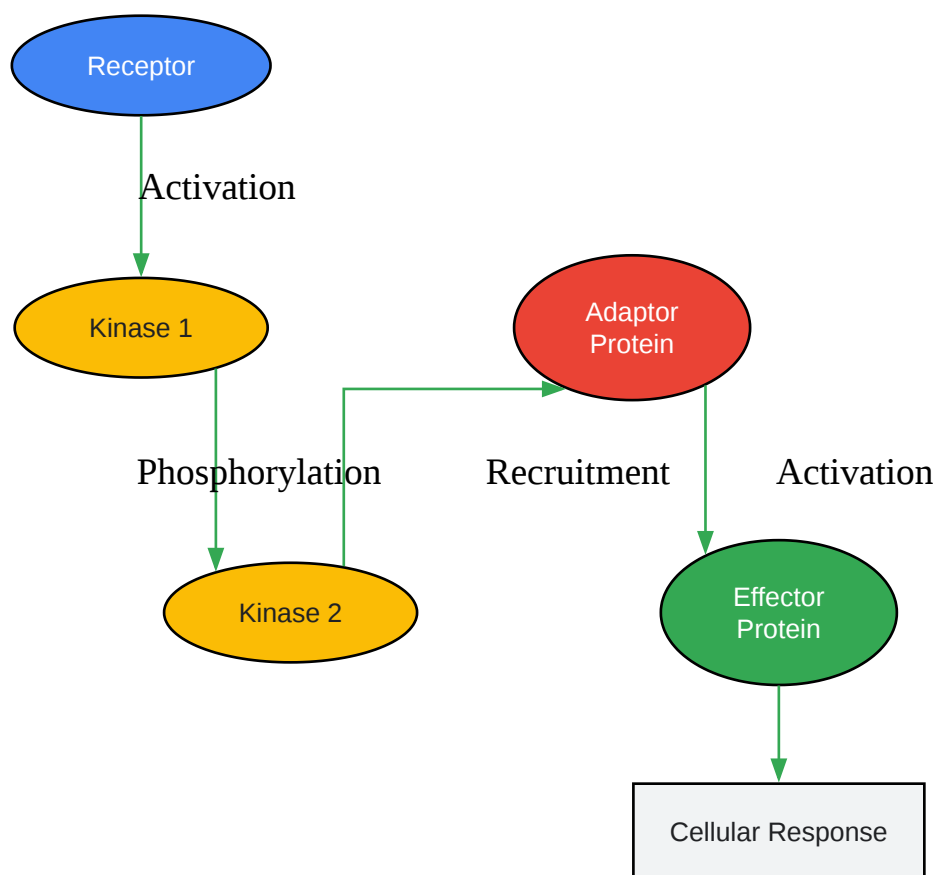 Receptor
Activation
Kinase 1
Adaptor
Protein
Phosphorylation
Recruitment
Activation
Kinase 2
Effector
Protein
Cellular Response